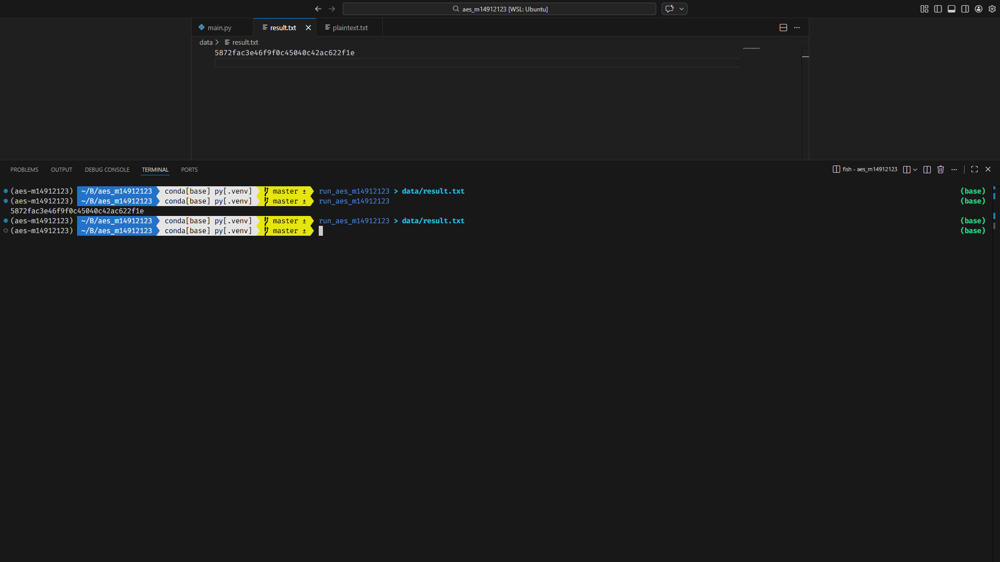 aes_m14912123 [WSL: Ubuntu]
main.py
result.txt
plaintext.txt
data > result.txt
5872fac3e46f9f0c45040c42ac622f1e
PROBLEMS OUTPUT DEBUG CONSOLE TERMINAL PORTS
fish - aes_m14912123
(aes-m14912123) ~/B/aes_m14912123 conda[base] py[.venv] master ± run_aes_m14912123 > data/result.txt (base)
(aes-m14912123) ~/B/aes_m14912123 conda[base] py[.venv] master ± run_aes_m14912123 (base)
5872fac3e46f9f0c45040c42ac622f1e
(aes-m14912123) ~/B/aes_m14912123 conda[base] py[.venv] master ± run_aes_m14912123 > data/result.txt (base)
(aes-m14912123) ~/B/aes_m14912123 conda[base] py[.venv] master ± (base)